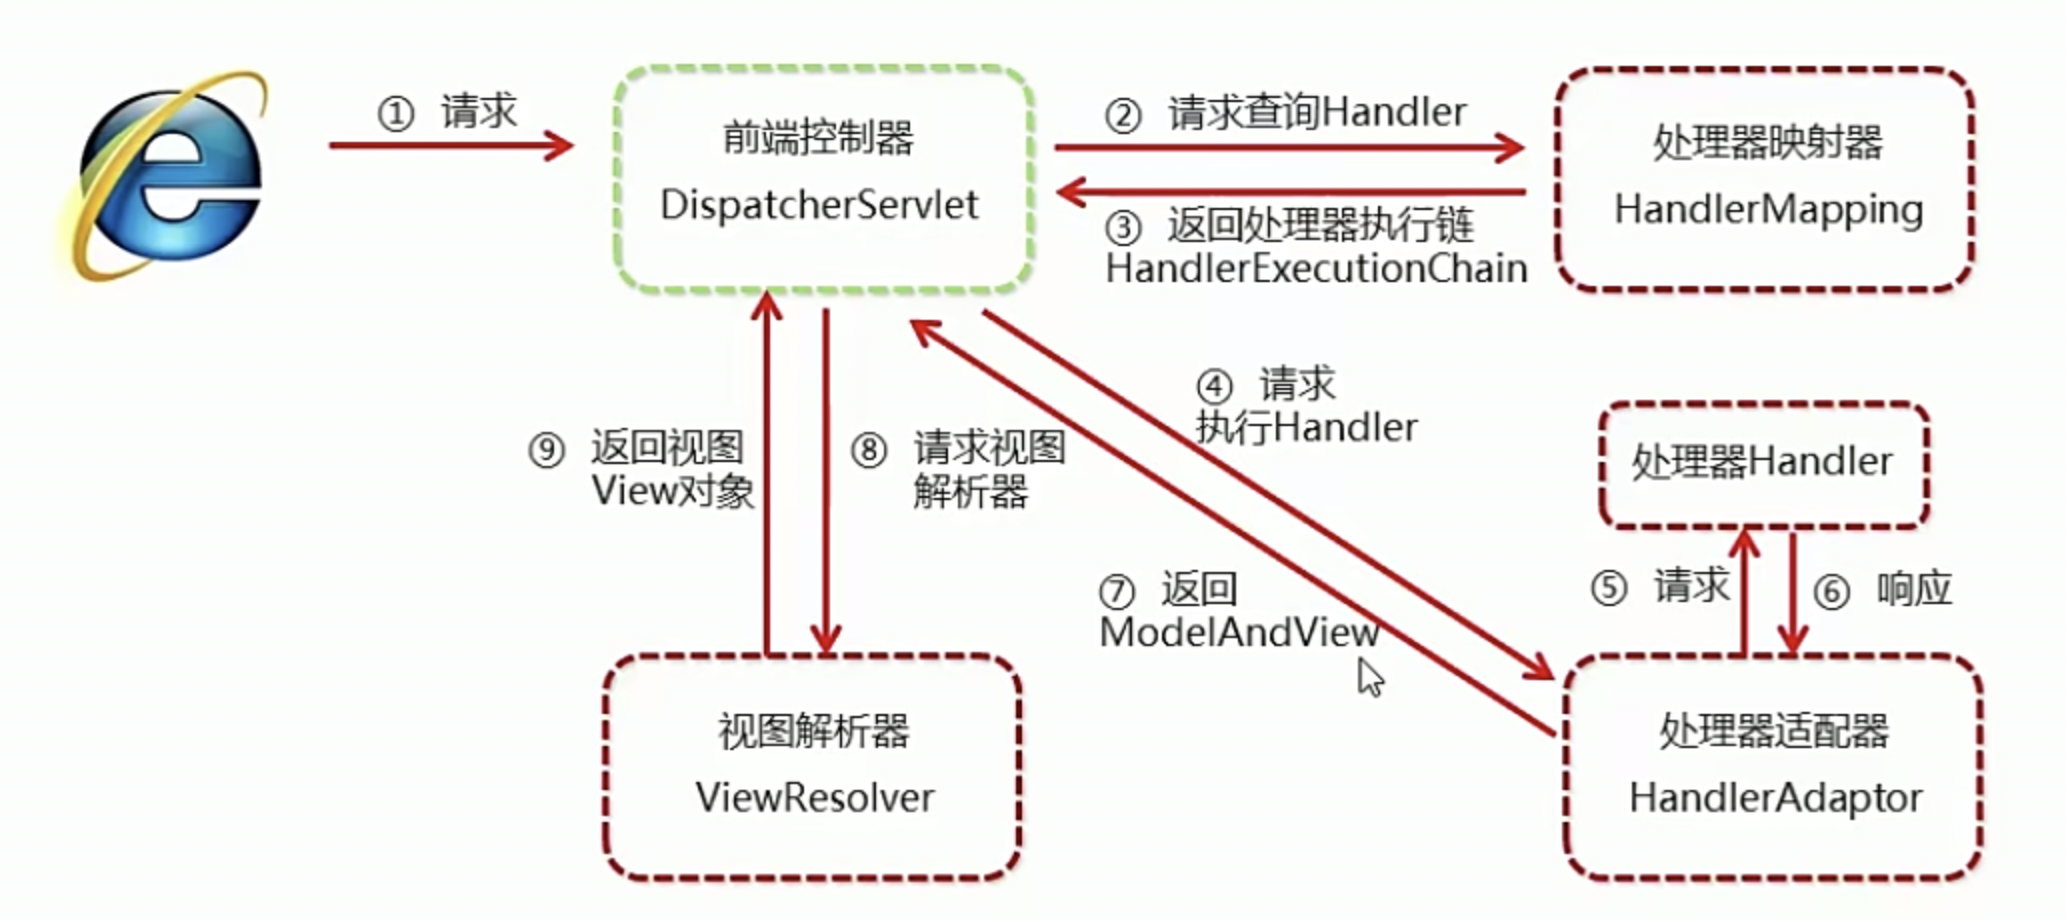 ① 请求
前端控制器
DispatcherServlet
② 请求查询Handler
③ 返回处理器执行链
HandlerExecutionChain
处理器映射器
HandlerMapping
④ 请求
执行Handler
处理器Handler
⑤ 请求
⑥ 响应
⑦ 返回
ModelAndView
⑧ 请求视图
解析器
⑨ 返回视图
View对象
视图解析器
ViewResolver
处理器适配器
HandlerAdaptor